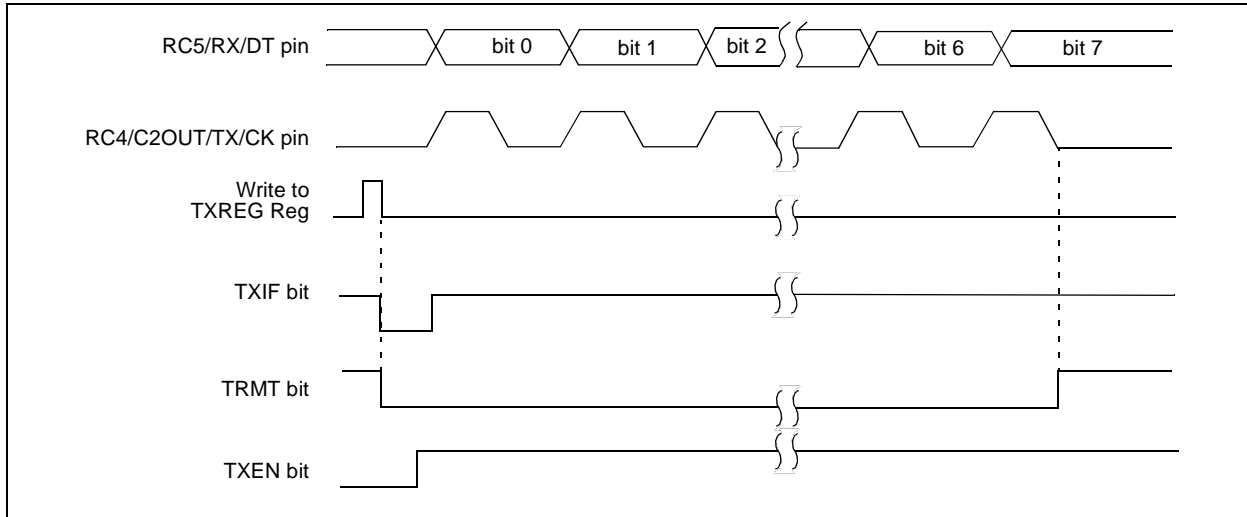 RC5/RX/DT pin
bit 0
bit 1
bit 2
bit 6
bit 7
RC4/C2OUT/TX/CK pin
Write to
TXREG Reg
TXIF bit
TRMT bit
TXEN bit